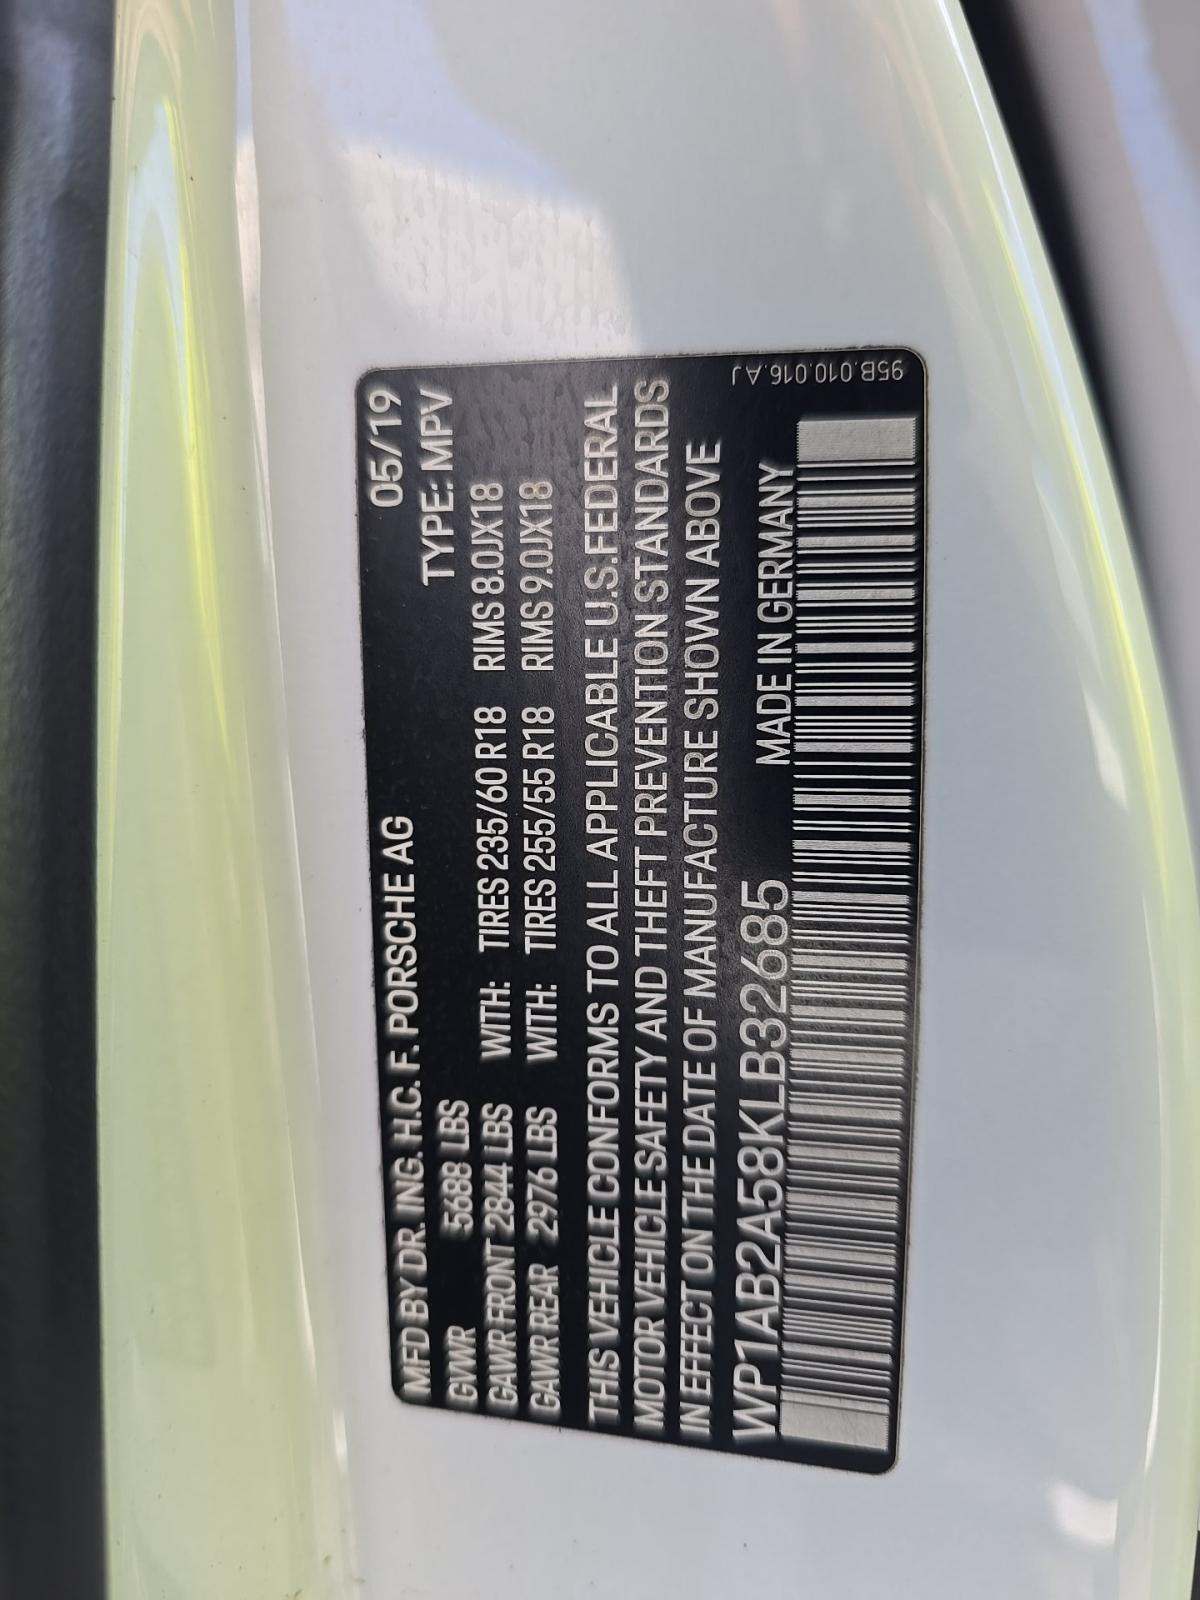 MFD BY DR. ING. H.C. F. PORSCHE AG 05/19
GVWR 5688 LBS TYPE: MPV
GAWR FRONT 2844 LBS WITH: TIRES 235/60 R18 RIMS 8.0JX18
GAWR REAR 2976 LBS WITH: TIRES 255/55 R18 RIMS 9.0JX18
THIS VEHICLE CONFORMS TO ALL APPLICABLE U.S.FEDERAL
MOTOR VEHICLE SAFETY AND THEFT PREVENTION STANDARDS
IN EFFECT ON THE DATE OF MANUFACTURE SHOWN ABOVE
WP1AB2A58KLB32685 MADE IN GERMANY
95B.010.016.AJ